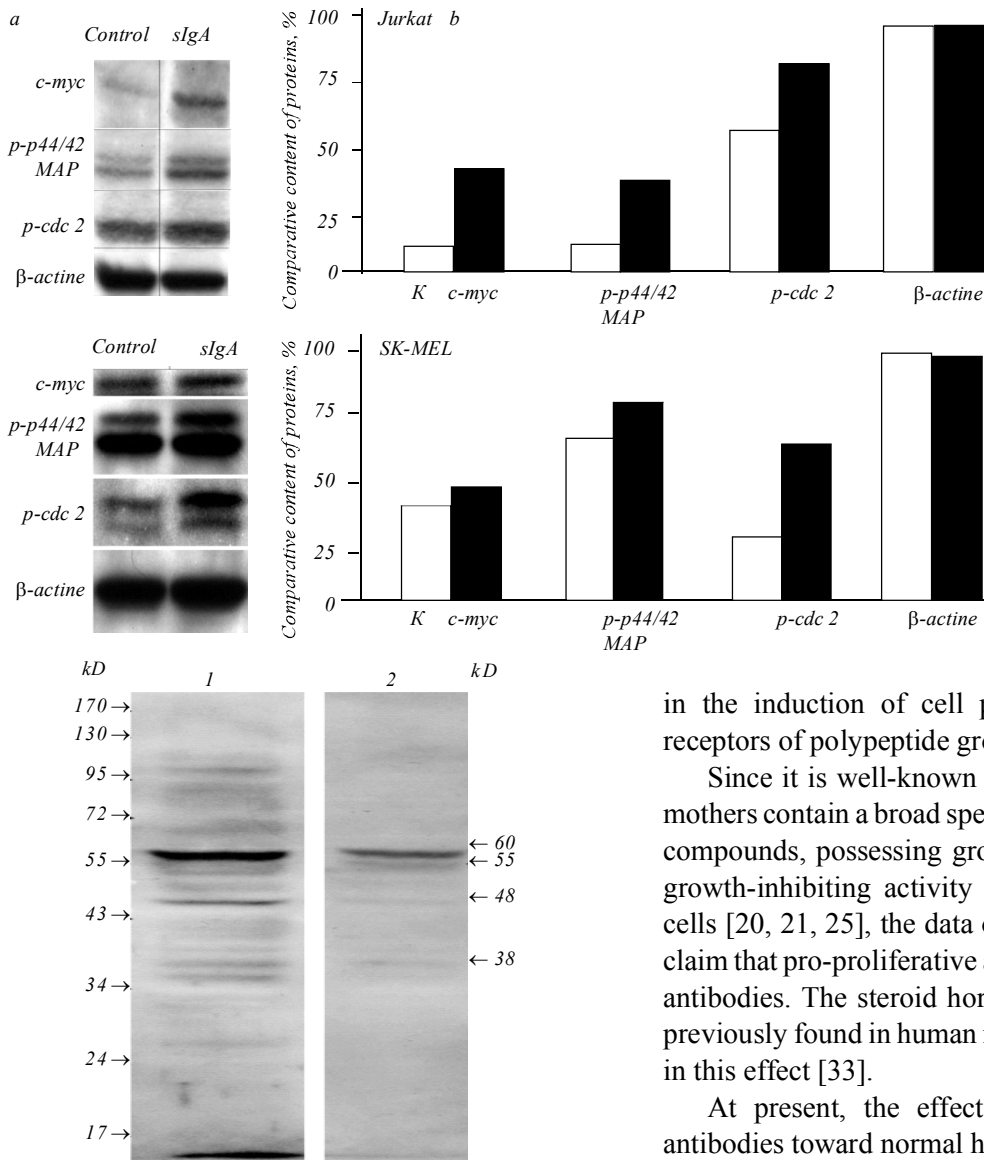 a
Control sIgA
c-myc
p-p44/42
MAP
p-cdc 2
β-actine
Comparative content of proteins, %
Jurkat b
100
75
50
25
0
K c-myc p-p44/42 p-cdc 2 β-actine
MAP
Control sIgA
c-myc
p-p44/42
MAP
p-cdc 2
β-actine
Comparative content of proteins, %
SK-MEL
100
75
50
25
0
K c-myc p-p44/42 p-cdc 2 β-actine
MAP
kD 1 2 kD
170→
130→
95→
72→
55→
43→
34→
24→
17→
← 60
← 55
← 48
← 38
in the induction of cell p
receptors of polypeptide gro
Since it is well-known
mothers contain a broad spe
compounds, possessing gro
growth-inhibiting activity
cells [20, 21, 25], the data o
claim that pro-proliferative a
antibodies. The steroid hor
previously found in human
in this effect [33].
At present, the effect
antibodies toward normal h